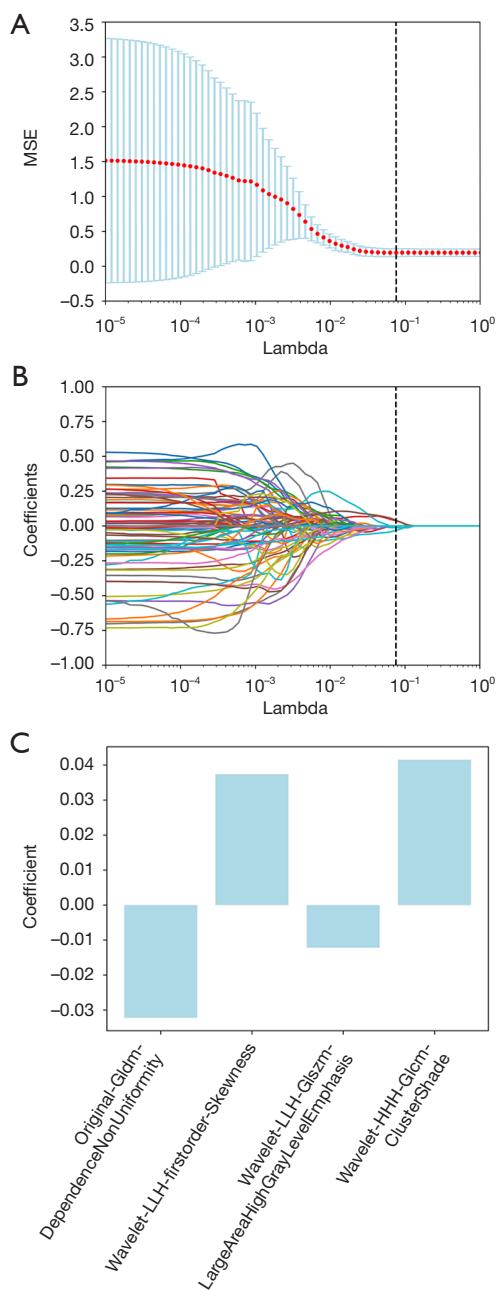 A
3.5
3.0
2.5
2.0
1.5
1.0
0.5
0.0
−0.5
MSE
10⁻⁵ 10⁻⁴ 10⁻³ 10⁻² 10⁻¹ 10⁰
Lambda
B
1.00
0.75
0.50
0.25
0.00
−0.25
−0.50
−0.75
−1.00
Coefficients
10⁻⁵ 10⁻⁴ 10⁻³ 10⁻² 10⁻¹ 10⁰
Lambda
C
0.04
0.03
0.02
0.01
0.00
−0.01
−0.02
−0.03
Coefficient
Original-Gldm-
DependenceNonUniformity
Wavelet-LLH-firstorder-Skewness
Wavelet-LLH-Glszm-
LargeAreaHighGrayLevelEmphasis
Wavelet-HHH-Glcm-
ClusterShade